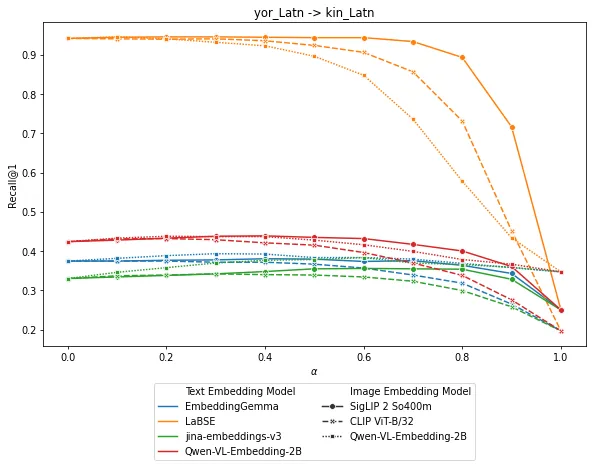 yor_Latn -> kin_Latn
Recall@1
0.9
0.8
0.7
0.6
0.5
0.4
0.3
0.2
0.0
0.2
0.4
0.6
0.8
1.0
α
Text Embedding Model
EmbeddingGemma
LaBSE
jina-embeddings-v3
Qwen-VL-Embedding-2B
Image Embedding Model
SigLIP 2 So400m
CLIP ViT-B/32
Qwen-VL-Embedding-2B